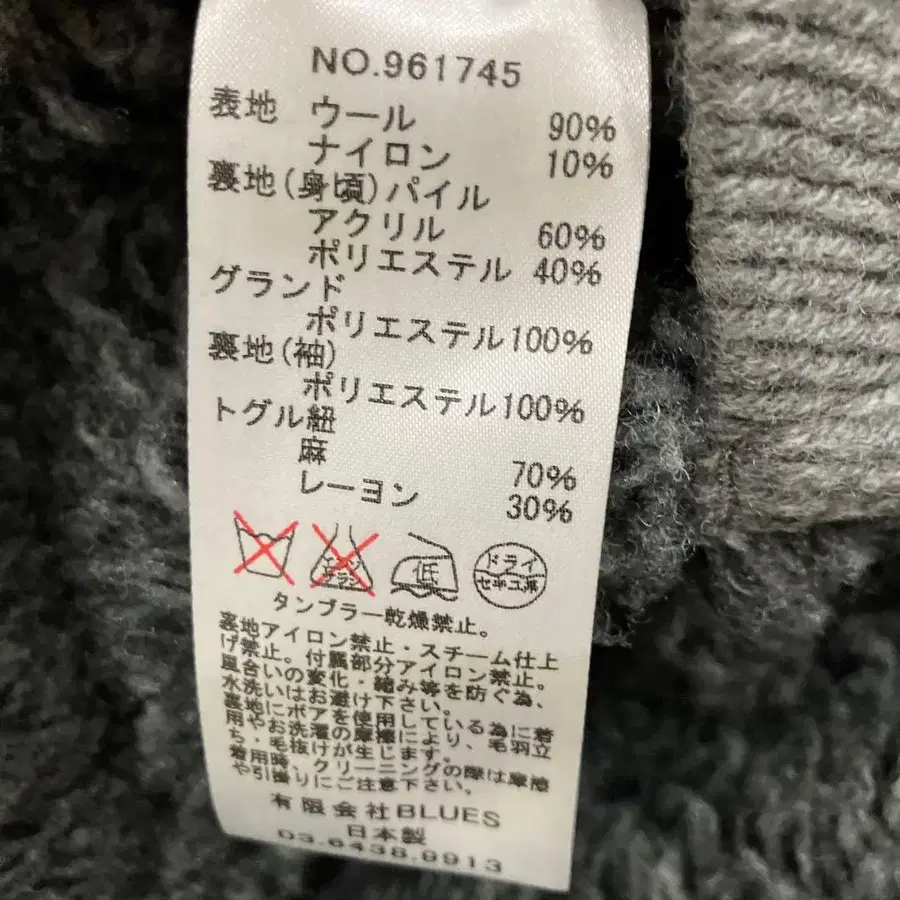 NO.961745
表地 ウール 90%
ナイロン 10%
裏地(身頃)パイル
アクリル 60%
ポリエステル 40%
グランド
ポリエステル100%
裏地(袖)
ポリエステル100%
トグル紐
麻 70%
レーヨン 30%
低 ドライ
セキユ系
タンブラー乾燥禁止。
裏地アイロン禁止・スチーム仕上
げ禁止。付属部分アイロン禁止。
風合いの変化・縮み等を防ぐ為、
水洗いはお避け下さい。
裏地にボアを使用している為に着
用やお洗濯の摩擦により、毛羽立
ち、毛抜けが生じます。
着用時、クリーニングの際は摩擦
や引掛りにご注意下さい。
有限会社BLUES
日本製
03.6438.9913